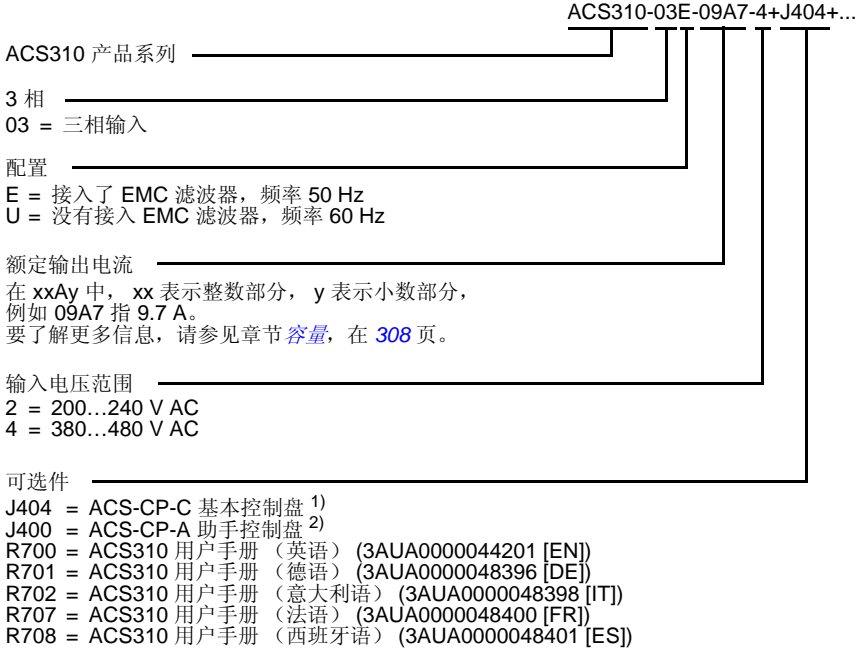 ACS310-03E-09A7-4+J404+...
ACS310 产品系列
3 相
03 = 三相输入
配置
E = 接入了 EMC 滤波器，频率 50 Hz
U = 没有接入 EMC 滤波器，频率 60 Hz
额定输出电流
在 xxAy 中， xx 表示整数部分， y 表示小数部分，
例如 09A7 指 9.7 A。
要了解更多信息，请参见章节容量，在 308 页。
输入电压范围
2 = 200…240 V AC
4 = 380…480 V AC
可选件
J404 = ACS-CP-C 基本控制盘 1)
J400 = ACS-CP-A 助手控制盘 2)
R700 = ACS310 用户手册 （英语） (3AUA0000044201 [EN])
R701 = ACS310 用户手册 （德语） (3AUA0000048396 [DE])
R702 = ACS310 用户手册 （意大利语） (3AUA0000048398 [IT])
R707 = ACS310 用户手册 （法语） (3AUA0000048400 [FR])
R708 = ACS310 用户手册 （西班牙语） (3AUA0000048401 [ES])